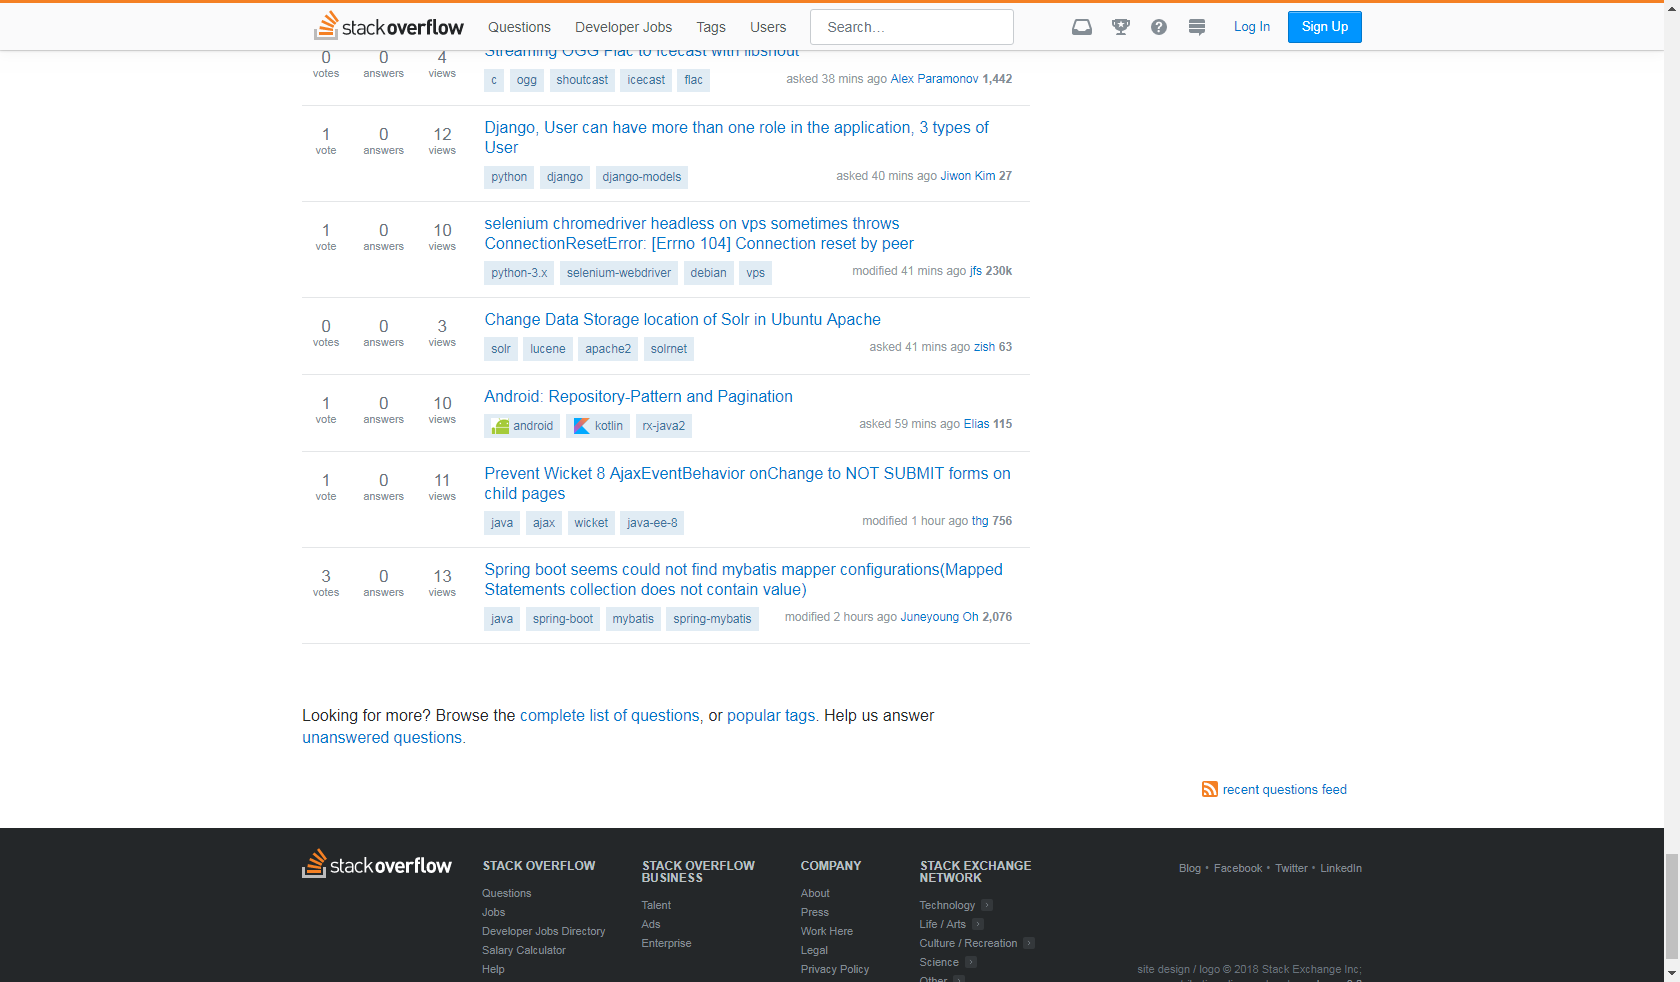 stackoverflow Questions Developer Jobs Tags Users Search... Log In Sign Up
Streaming OGG Flac to Icecast with libshout
0 votes 0 answers 4 views
c ogg shoutcast icecast flac asked 38 mins ago Alex Paramonov 1,442
1 vote 0 answers 12 views
Django, User can have more than one role in the application, 3 types of
User
python django django-models asked 40 mins ago Jiwon Kim 27
1 vote 0 answers 10 views
selenium chromedriver headless on vps sometimes throws
ConnectionResetError: [Errno 104] Connection reset by peer
python-3.x selenium-webdriver debian vps modified 41 mins ago jfs 230k
0 votes 0 answers 3 views
Change Data Storage location of Solr in Ubuntu Apache
solr lucene apache2 solrnet asked 41 mins ago zish 63
1 vote 0 answers 10 views
Android: Repository-Pattern and Pagination
android kotlin rx-java2 asked 59 mins ago Elias 115
1 vote 0 answers 11 views
Prevent Wicket 8 AjaxEventBehavior onChange to NOT SUBMIT forms on
child pages
java ajax wicket java-ee-8 modified 1 hour ago thg 756
3 votes 0 answers 13 views
Spring boot seems could not find mybatis mapper configurations(Mapped
Statements collection does not contain value)
java spring-boot mybatis spring-mybatis modified 2 hours ago Juneyoung Oh 2,076
Looking for more? Browse the complete list of questions, or popular tags. Help us answer
unanswered questions.
recent questions feed
stackoverflow
STACK OVERFLOW
Questions
Jobs
Developer Jobs Directory
Salary Calculator
Help
STACK OVERFLOW
BUSINESS
Talent
Ads
Enterprise
COMPANY
About
Press
Work Here
Legal
Privacy Policy
STACK EXCHANGE
NETWORK
Technology
Life / Arts
Culture / Recreation
Science
Other
Blog • Facebook • Twitter • LinkedIn
site design / logo © 2018 Stack Exchange Inc;